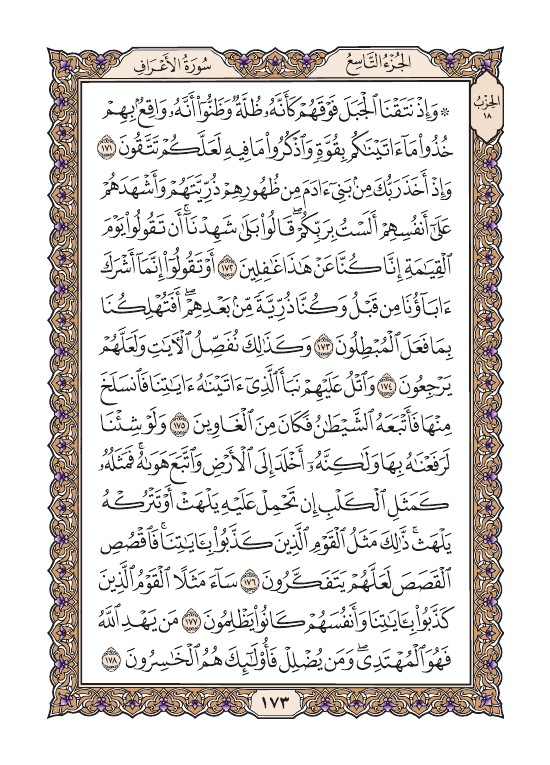 سُورَةُ الأَعْرَافِ
الجُزْءُ التَّاسِعُ
الحِزْبُ
١٨
۞ وَإِذْ نَتَقْنَا ٱلْجَبَلَ فَوْقَهُمْ كَأَنَّهُۥ ظُلَّةٌ وَظَنُّوٓا۟ أَنَّهُۥ وَاقِعٌۢ بِهِمْ
خُذُوا۟ مَآ ءَاتَيْنَٰكُم بِقُوَّةٍ وَٱذْكُرُوا۟ مَا فِيهِ لَعَلَّكُمْ تَتَّقُونَ ١٧١
وَإِذْ أَخَذَ رَبُّكَ مِنۢ بَنِىٓ ءَادَمَ مِن ظُهُورِهِمْ ذُرِّيَّتَهُمْ وَأَشْهَدَهُمْ
عَلَىٰٓ أَنفُسِهِمْ أَلَسْتُ بِرَبِّكُمْ ۖ قَالُوا۟ بَلَىٰ شَهِدْنَآ ۛ أَن تَقُولُوا۟ يَوْمَ
ٱلْقِيَٰمَةِ إِنَّا كُنَّا عَنْ هَٰذَا غَٰفِلِينَ ١٧٢ أَوْ تَقُولُوٓا۟ إِنَّمَآ أَشْرَكَ
ءَابَآؤُنَا مِن قَبْلُ وَكُنَّا ذُرِّيَّةً مِّنۢ بَعْدِهِمْ ۖ أَفَتُهْلِكُنَا
بِمَا فَعَلَ ٱلْمُبْطِلُونَ ١٧٣ وَكَذَٰلِكَ نُفَصِّلُ ٱلْءَايَٰتِ وَلَعَلَّهُمْ
يَرْجِعُونَ ١٧٤ وَٱتْلُ عَلَيْهِمْ نَبَأَ ٱلَّذِىٓ ءَاتَيْنَٰهُ ءَايَٰتِنَا فَٱنسَلَخَ
مِنْهَا فَأَتْبَعَهُ ٱلشَّيْطَٰنُ فَكَانَ مِنَ ٱلْغَاوِينَ ١٧٥ وَلَوْ شِئْنَا
لَرَفَعْنَٰهُ بِهَا وَلَٰكِنَّهُۥٓ أَخْلَدَ إِلَى ٱلْأَرْضِ وَٱتَّبَعَ هَوَىٰهُ ۚ فَمَثَلُهُۥ
كَمَثَلِ ٱلْكَلْبِ إِن تَحْمِلْ عَلَيْهِ يَلْهَثْ أَوْ تَتْرُكْهُ
يَلْهَث ۚ ذَّٰلِكَ مَثَلُ ٱلْقَوْمِ ٱلَّذِينَ كَذَّبُوا۟ بِـَٔايَٰتِنَا ۚ فَٱقْصُصِ
ٱلْقَصَصَ لَعَلَّهُمْ يَتَفَكَّرُونَ ١٧٦ سَآءَ مَثَلًا ٱلْقَوْمُ ٱلَّذِينَ
كَذَّبُوا۟ بِـَٔايَٰتِنَا وَأَنفُسَهُمْ كَانُوا۟ يَظْلِمُونَ ١٧٧ مَن يَهْدِ ٱللَّهُ
فَهُوَ ٱلْمُهْتَدِى ۖ وَمَن يُضْلِلْ فَأُو۟لَٰٓئِكَ هُمُ ٱلْخَٰسِرُونَ ١٧٨
١٧٣